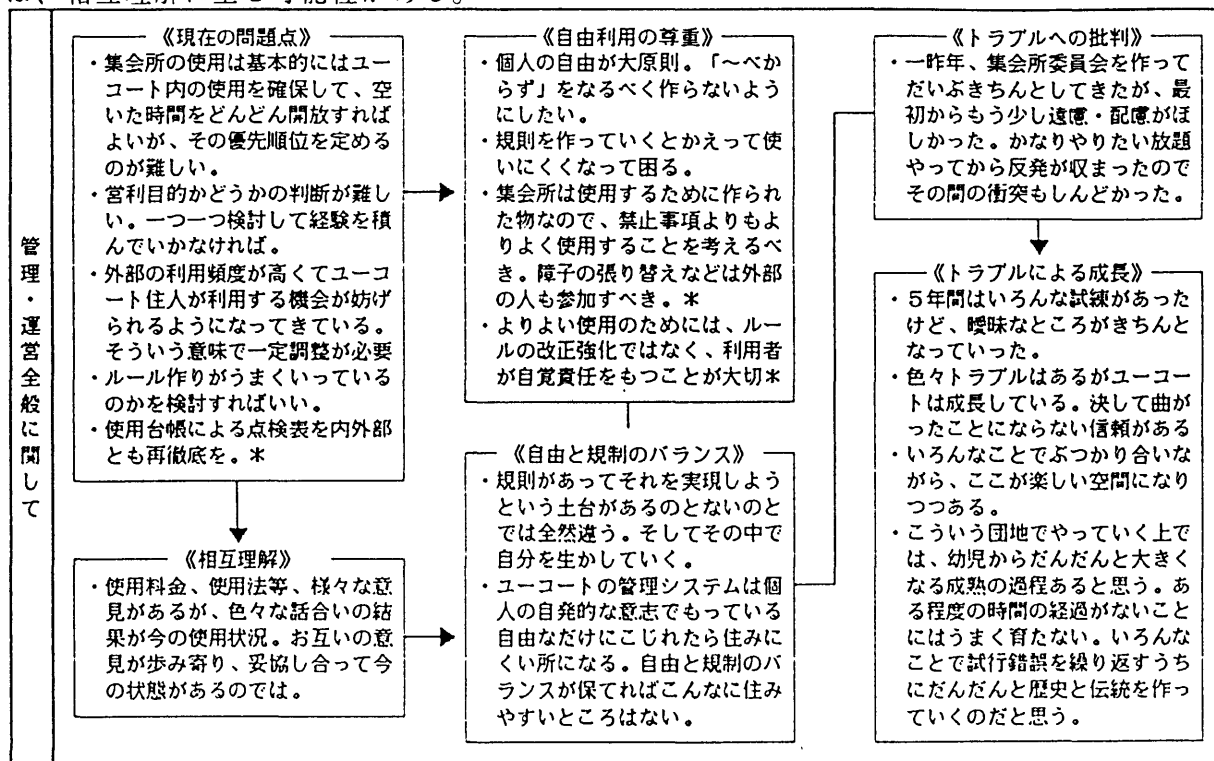 は、相互理解に至る可能性がある。
管理・運営全般に関して
《現在の問題点》
・集会所の使用は基本的にはユー
コート内の使用を確保して、空
いた時間をどんどん開放すれば
よいが、その優先順位を定める
のが難しい。
・営利目的かどうかの判断が難し
い。一つ一つ検討して経験を積
んでいかなければ。
・外部の利用頻度が高くてユーコ
ート住人が利用する機会が妨げ
られるようになってきている。
そういう意味で一定調整が必要
・ルール作りがうまくいっている
のかを検討すればいい。
・使用台帳による点検表を内外部
とも再徹底を。＊
《相互理解》
・使用料金、使用法等、様々な意
見があるが、色々な話合いの結
果が今の使用状況。お互いの意
見が歩み寄り、妥協し合って今
の状態があるのでは。
《自由利用の尊重》
・個人の自由が大原則。「～べか
らず」をなるべく作らないよう
にしたい。
・規則を作っていくとかえって使
いにくくなって困る。
・集会所は使用するために作られ
た物なので、禁止事項よりもよ
りよく使用することを考えるべ
き。障子の張り替えなどは外部
の人も参加すべき。＊
・よりよい使用のためには、ルー
ルの改正強化ではなく、利用者
が自覚責任をもつことが大切＊
《自由と規制のバランス》
・規則があってそれを実現しよう
という土台があるのとないのと
では全然違う。そしてその中で
自分を生かしていく。
・ユーコートの管理システムは個
人の自発的な意志でもっている
自由なだけにこじれたら住みに
くい所になる。自由と規制のバ
ランスが保てればこんなに住み
やすいところはない。
《トラブルへの批判》
・一昨年、集会所委員会を作って
だいぶきちんとしてきたが、最
初からもう少し遠慮・配慮がほ
しかった。かなりやりたい放題
やってから反発が収まったので
その間の衝突もしんどかった。
《トラブルによる成長》
・５年間はいろんな試練があった
けど、曖昧なところがきちんと
なっていった。
・色々トラブルはあるがユーコー
トは成長している。決して曲が
ったことにならない信頼がある
・いろんなことでぶつかり合いな
がら、ここが楽しい空間になり
つつある。
・こういう団地でやっていく上で
は、幼児からだんだんと大きく
なる成熟の過程あると思う。あ
る程度の時間の経過がないこと
にはうまく育たない。いろんな
ことで試行錯誤を繰り返すうち
にだんだんと歴史と伝統を作っ
ていくのだと思う。